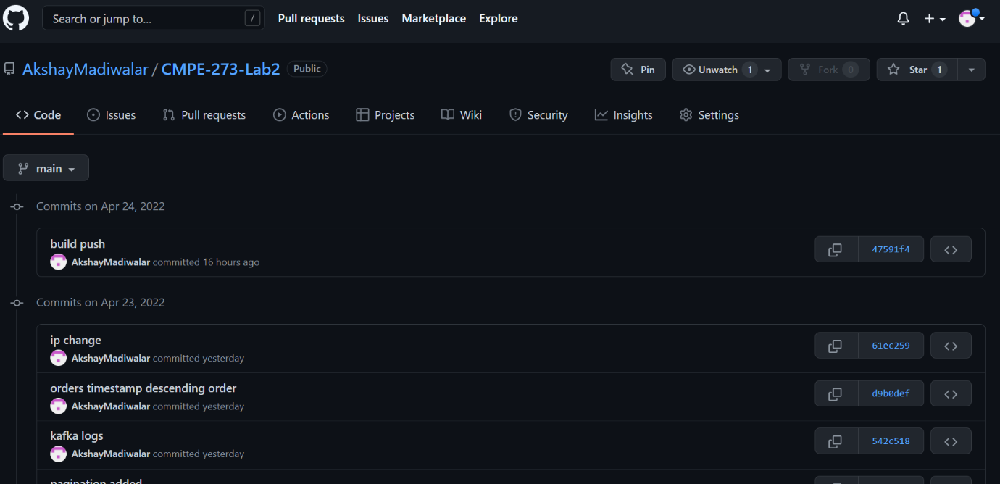 Search or jump to... / Pull requests Issues Marketplace Explore
AkshayMadiwalar / CMPE-273-Lab2 Public Pin Unwatch 1 Fork 0 Star 1
Code Issues Pull requests Actions Projects Wiki Security Insights Settings
main
Commits on Apr 24, 2022
build push
AkshayMadiwalar committed 16 hours ago
47591f4
Commits on Apr 23, 2022
ip change
AkshayMadiwalar committed yesterday
61ec259
orders timestamp descending order
AkshayMadiwalar committed yesterday
d9b0def
kafka logs
AkshayMadiwalar committed yesterday
542c518
pagination added